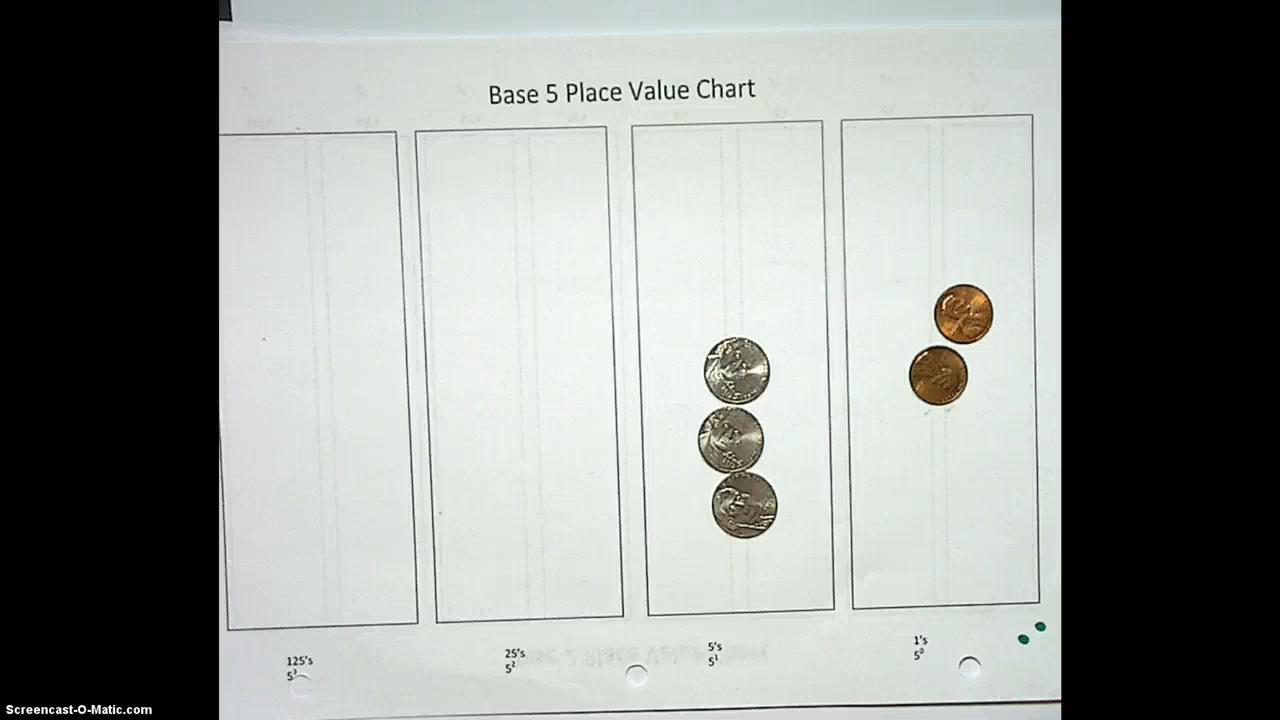 Base 5 Place Value Chart
125's
5³
25's
5²
5's
5¹
1's
5⁰
Screencast-O-Matic.com